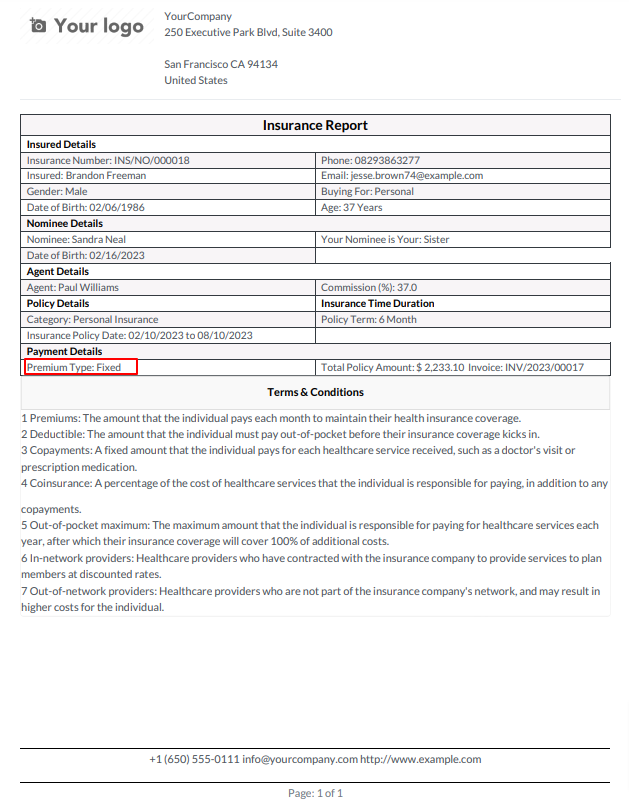 Your logo
YourCompany
250 Executive Park Blvd, Suite 3400
San Francisco CA 94134
United States
Insurance Report
Insured Details
Insurance Number: INS/NO/000018 Phone: 08293863277
Insured: Brandon Freeman Email: jesse.brown74@example.com
Gender: Male Buying For: Personal
Date of Birth: 02/06/1986 Age: 37 Years
Nominee Details
Nominee: Sandra Neal Your Nominee is Your: Sister
Date of Birth: 02/16/2023
Agent Details
Agent: Paul Williams Commission (%): 37.0
Policy Details Insurance Time Duration
Category: Personal Insurance Policy Term: 6 Month
Insurance Policy Date: 02/10/2023 to 08/10/2023
Payment Details
Premium Type: Fixed Total Policy Amount: $ 2,233.10 Invoice: INV/2023/00017
Terms & Conditions
1 Premiums: The amount that the individual pays each month to maintain their health insurance coverage.
2 Deductible: The amount that the individual must pay out-of-pocket before their insurance coverage kicks in.
3 Copayments: A fixed amount that the individual pays for each healthcare service received, such as a doctor's visit or
prescription medication.
4 Coinsurance: A percentage of the cost of healthcare services that the individual is responsible for paying, in addition to any
copayments.
5 Out-of-pocket maximum: The maximum amount that the individual is responsible for paying for healthcare services each
year, after which their insurance coverage will cover 100% of additional costs.
6 In-network providers: Healthcare providers who have contracted with the insurance company to provide services to plan
members at discounted rates.
7 Out-of-network providers: Healthcare providers who are not part of the insurance company's network, and may result in
higher costs for the individual.
+1 (650) 555-0111 info@yourcompany.com http://www.example.com
Page: 1 of 1